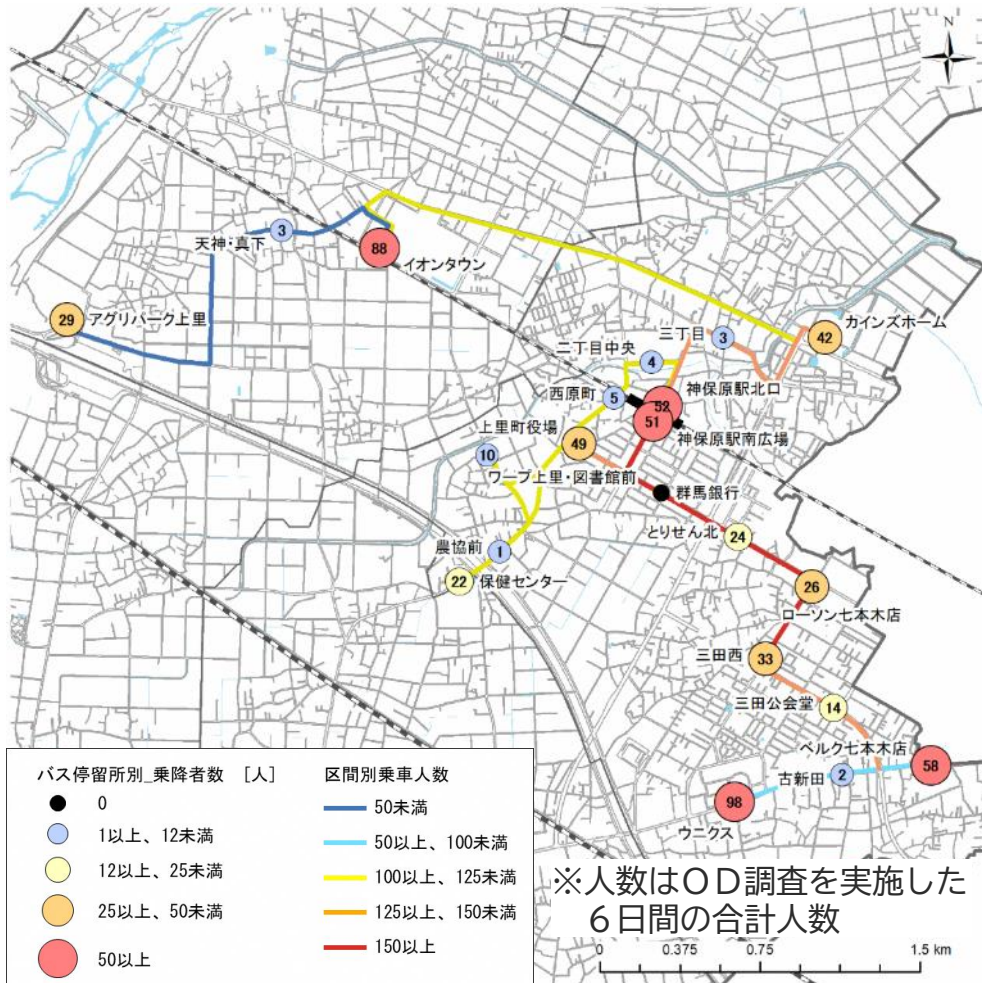 N
天神・真下
3
88
イオンタウン
29
アグリパーク上里
三丁目
3
カインズホーム
42
二丁目中央
4
西原町
5
神保原駅北口
52
51
上里町役場
49
神保原駅南広場
10
ワープ上里・図書館前
群馬銀行
とりせん北
24
農協前
1
22
保健センター
26
ローソン七本木店
三田西
33
三田公会堂
14
ベルク七本木店
58
古新田
2
98
ウニクス
バス停留所別_乗降者数 [人]
0
1以上、12未満
12以上、25未満
25以上、50未満
50以上
区間別乗車人数
50未満
50以上、100未満
100以上、125未満
125以上、150未満
150以上
※人数はOD調査を実施した
6日間の合計人数
0 0.375 0.75 1.5 km